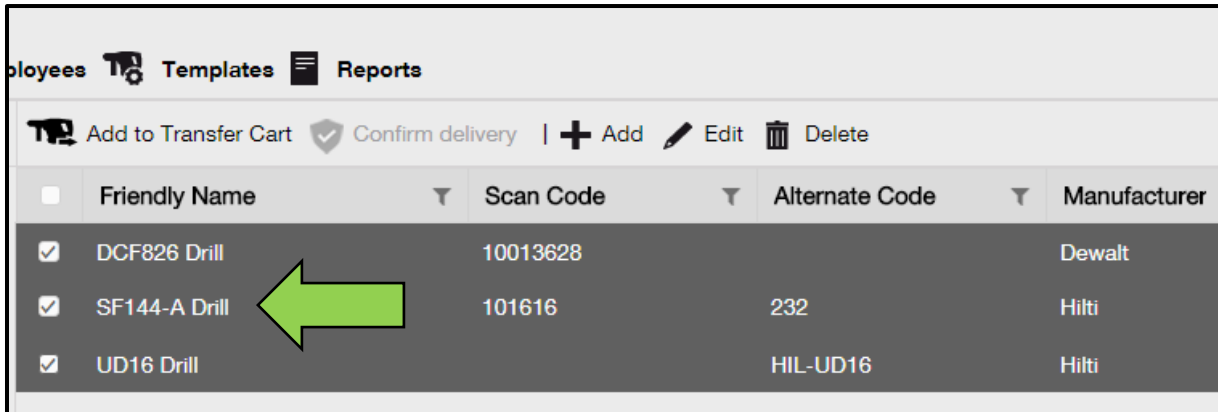 ployees Templates Reports
Add to Transfer Cart Confirm delivery | Add Edit Delete
Friendly Name Scan Code Alternate Code Manufacturer
DCF826 Drill 10013628 Dewalt
SF144-A Drill 101616 232 Hilti
UD16 Drill HIL-UD16 Hilti